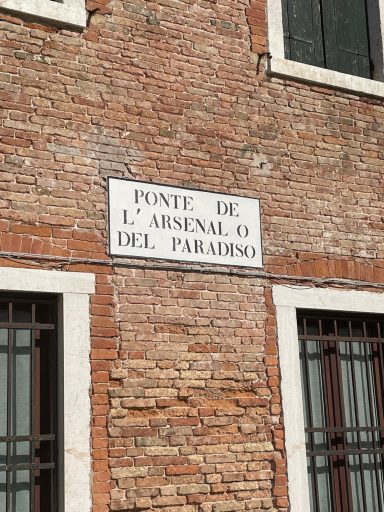 PONTE DE
L' ARSENAL O
DEL PARADISO